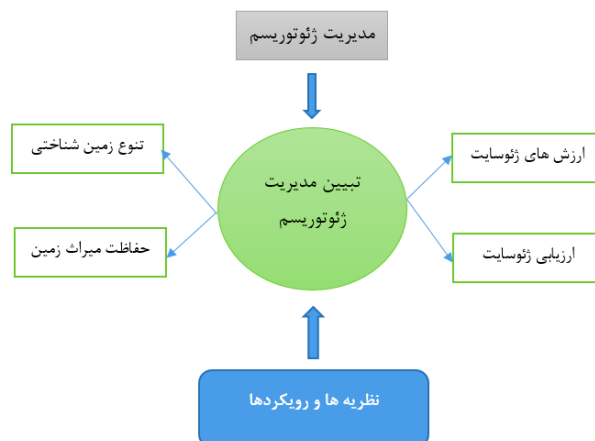 مدیریت ژئوتوریسم
ارزش های ژئوسایت
تنوع زمین شناختی
تبیین مدیریت
ژئوتوریسم
ارزیابی ژئوسایت
حفاظت میراث زمین
نظریه ها و رویکردها